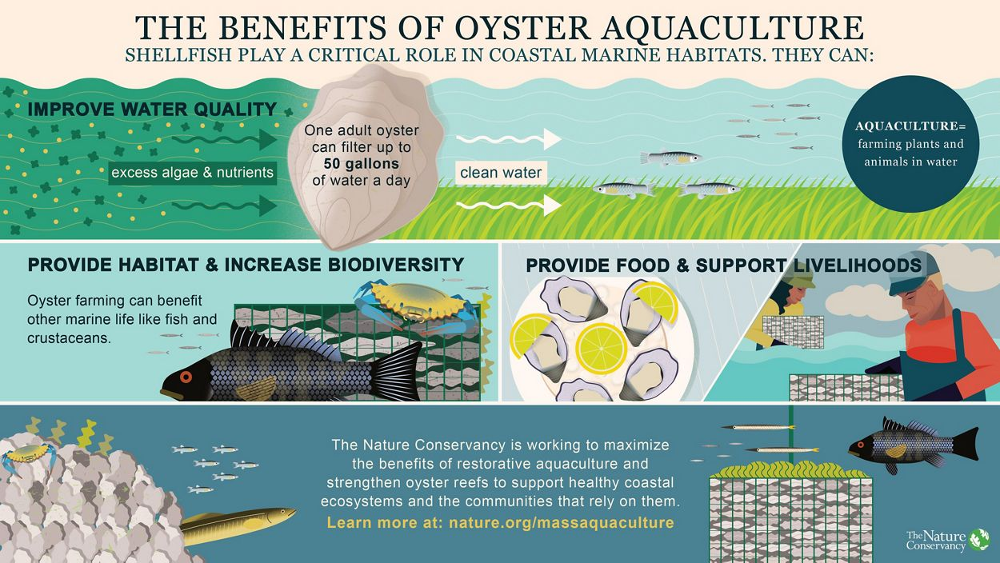 THE BENEFITS OF OYSTER AQUACULTURE
SHELLFISH PLAY A CRITICAL ROLE IN COASTAL MARINE HABITATS. THEY CAN:
IMPROVE WATER QUALITY
excess algae & nutrients
One adult oyster
can filter up to
50 gallons
of water a day
clean water
AQUACULTURE=
farming plants and
animals in water
PROVIDE HABITAT & INCREASE BIODIVERSITY
Oyster farming can benefit
other marine life like fish and
crustaceans.
PROVIDE FOOD & SUPPORT LIVELIHOODS
The Nature Conservancy is working to maximize
the benefits of restorative aquaculture and
strengthen oyster reefs to support healthy coastal
ecosystems and the communities that rely on them.
Learn more at: nature.org/massaquaculture
The Nature
Conservancy